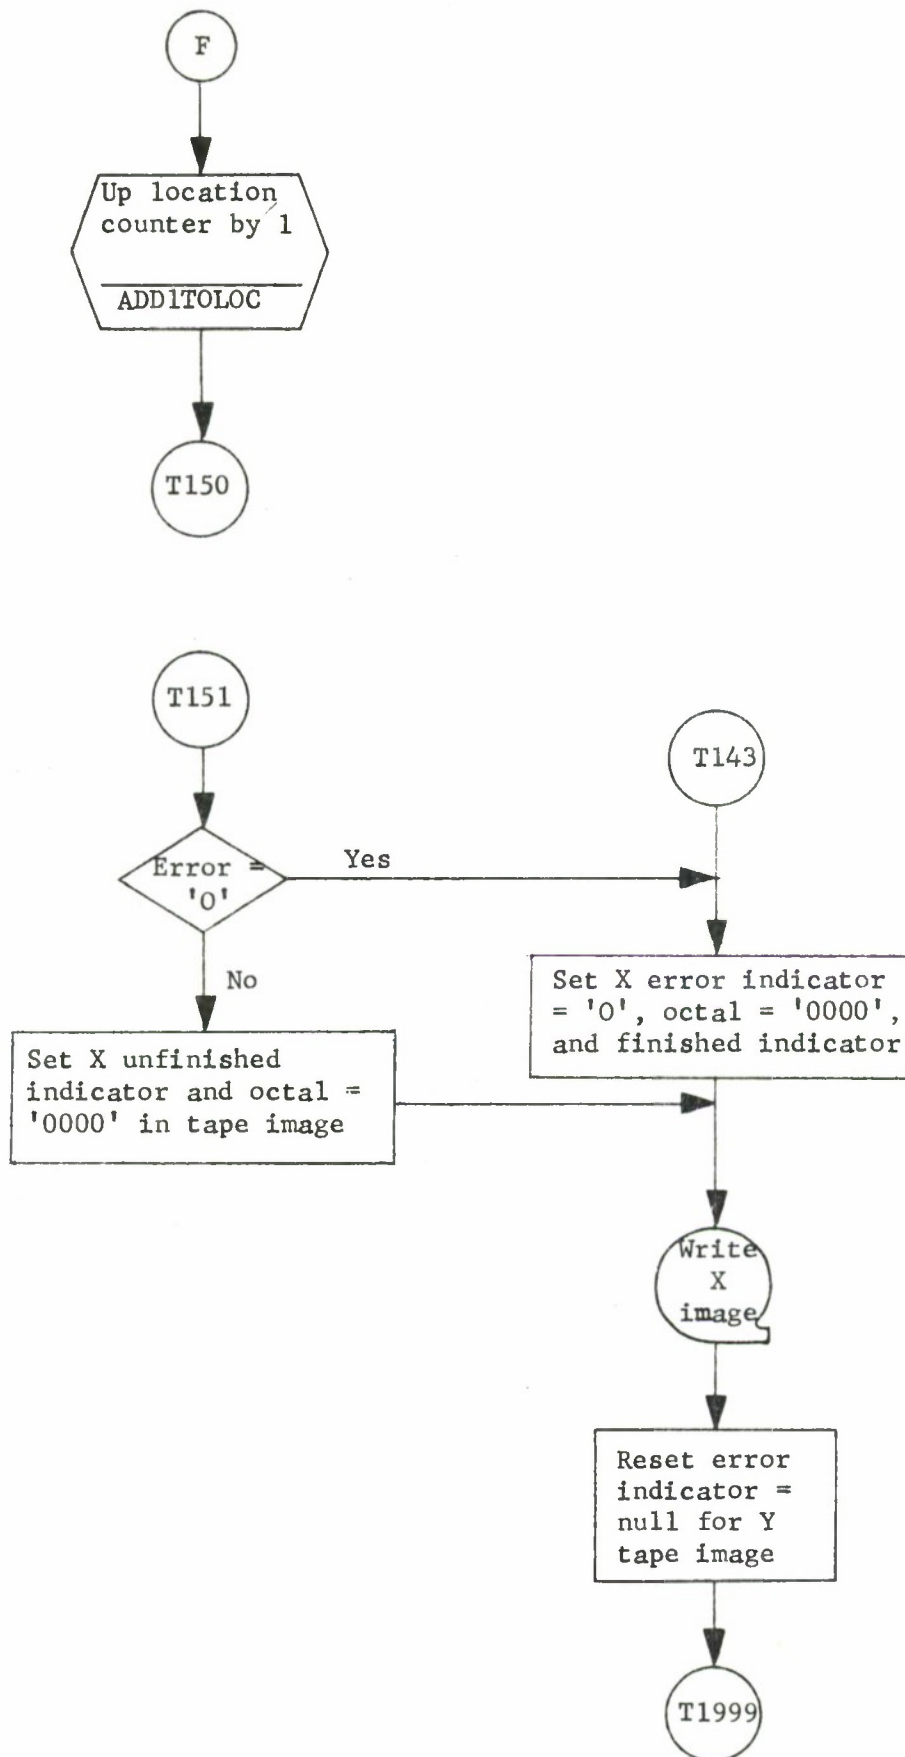 F
Up location
counter by 1
ADD1TOLOC
T150
T151
T143
Error =
'0'
Yes
No
Set X error indicator
= '0', octal = '0000',
and finished indicator
Set X unfinished
indicator and octal =
'0000' in tape image
Write
X
image
Reset error
indicator =
null for Y
tape image
T1999